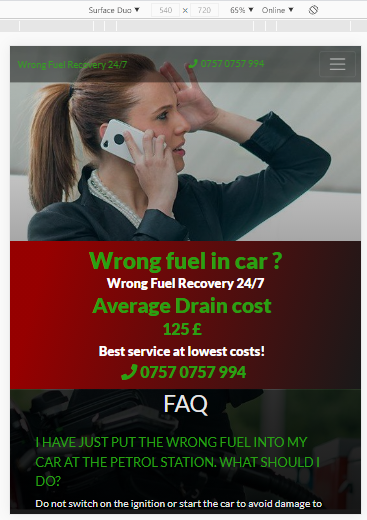 Surface Duo ▼ 540 × 720 65% ▼ Online ▼
Wrong Fuel Recovery 24/7 0757 0757 994
Wrong fuel in car ?
Wrong Fuel Recovery 24/7
Average Drain cost
125 £
Best service at lowest costs!
0757 0757 994
FAQ
I HAVE JUST PUT THE WRONG FUEL INTO MY
CAR AT THE PETROL STATION. WHAT SHOULD I
DO?
Do not switch on the ignition or start the car to avoid damage to